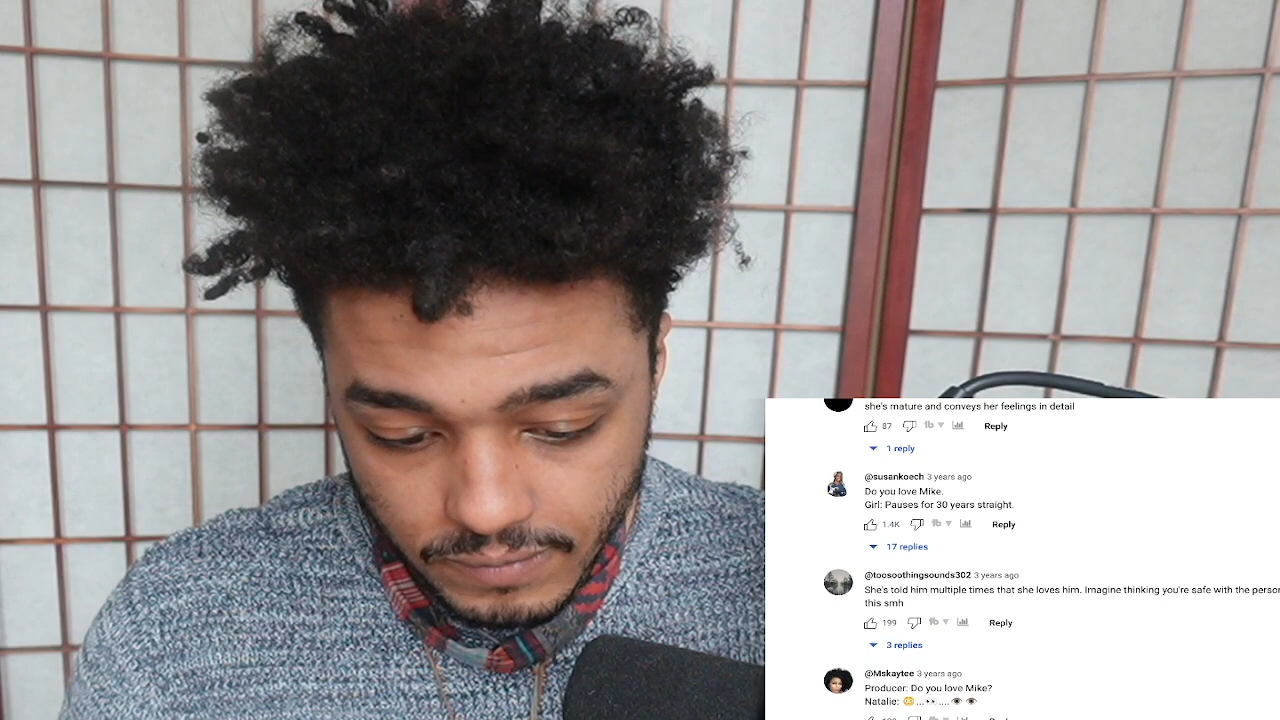 she's mature and conveys her feelings in detail
87 Reply
1 reply
@susankoech 3 years ago
Do you love Mike.
Girl: Pauses for 30 years straight.
1.4K Reply
17 replies
@toosoothingsounds302 3 years ago
She's told him multiple times that she loves him. Imagine thinking you're safe with the person
this smh
199 Reply
3 replies
@Mskaytee 3 years ago
Producer: Do you love Mike?
Natalie: 😳...👀....👁 👁